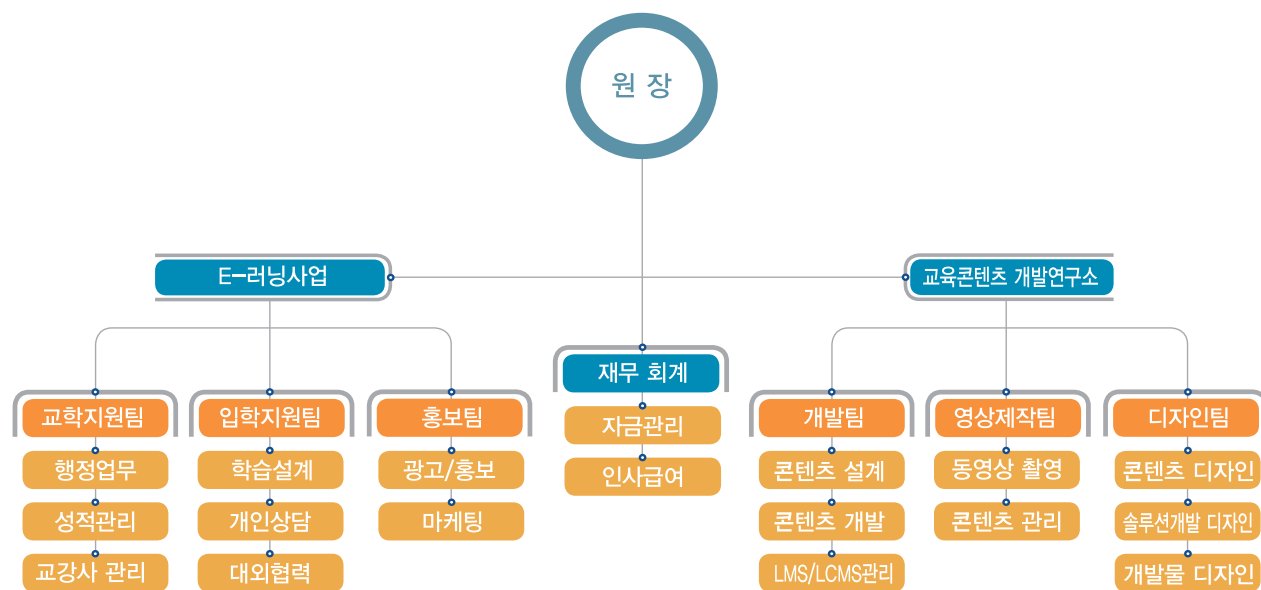 원 장
E-러닝사업
교육콘텐츠 개발연구소
재무 회계
자금관리
인사급여
교학지원팀
행정업무
성적관리
교강사 관리
입학지원팀
학습설계
개인상담
대외협력
홍보팀
광고/홍보
마케팅
개발팀
콘텐츠 설계
콘텐츠 개발
LMS/LCMS관리
영상제작팀
동영상 촬영
콘텐츠 관리
디자인팀
콘텐츠 디자인
솔루션개발 디자인
개발물 디자인